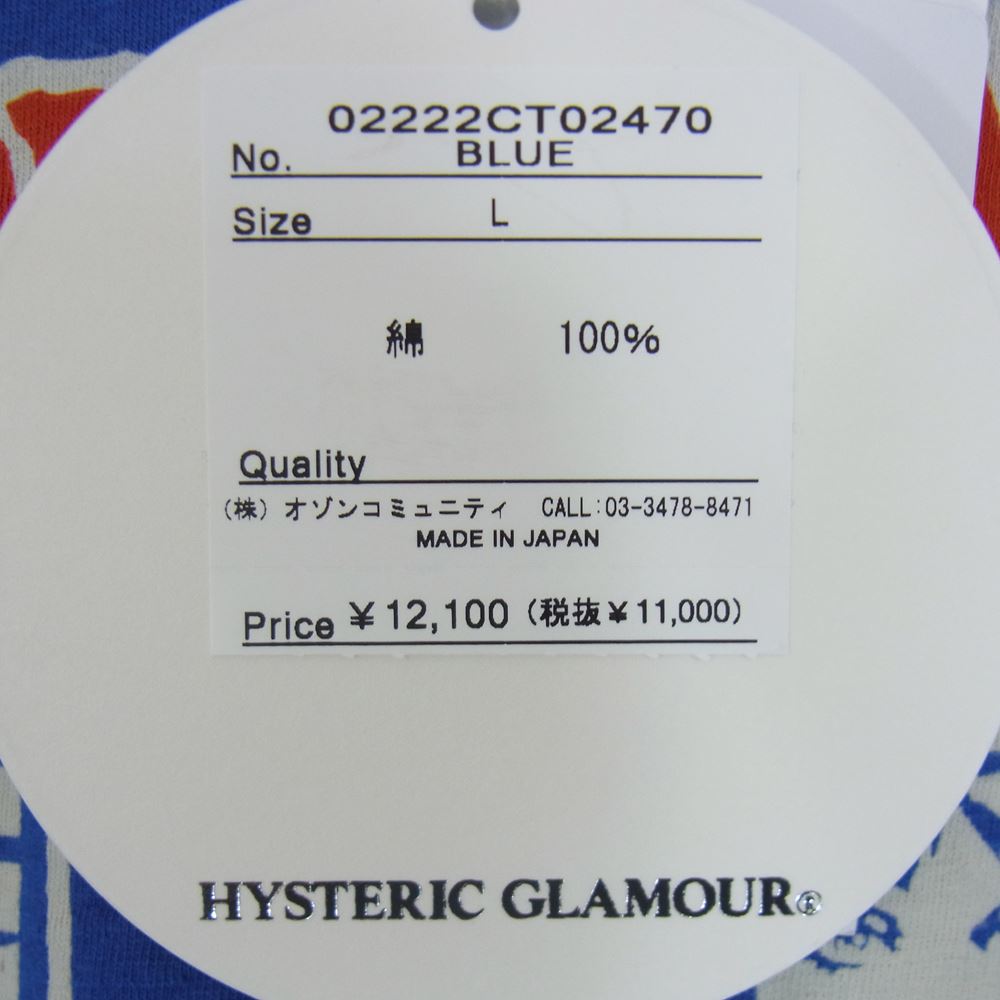 02222CT02470
No. BLUE
Size L
綿 100%
Quality
(株) オゾンコミュニティ CALL:03-3478-8471
MADE IN JAPAN
Price ¥12,100 (税抜¥11,000)
HYSTERIC GLAMOUR®